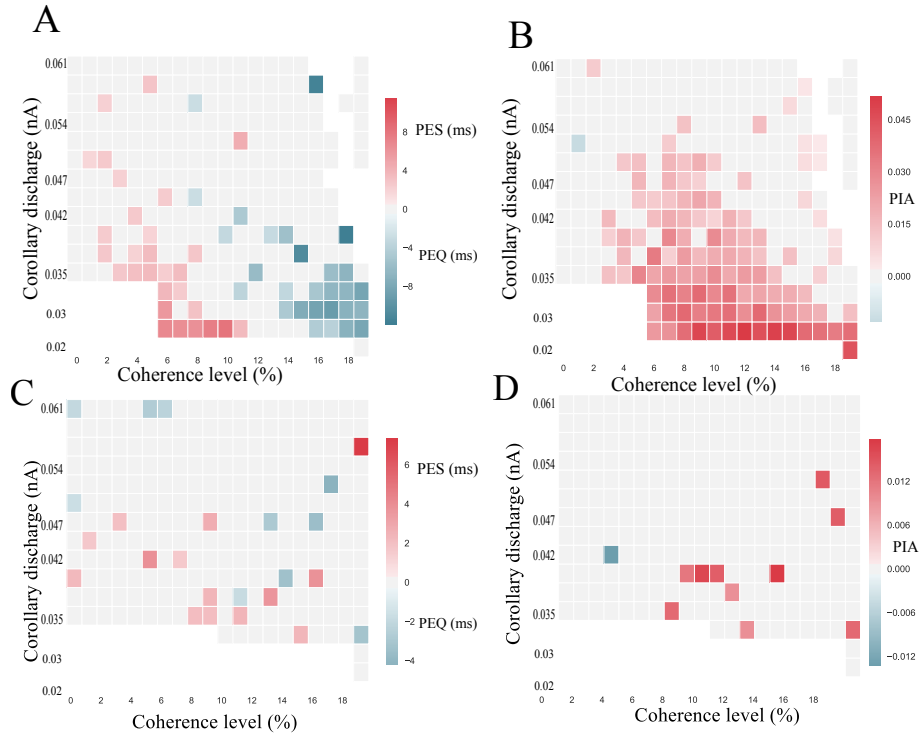 A
0.061
0.054
0.047
0.042
0.035
0.03
0.02
Corollary discharge (nA)
0 2 4 6 8 10 12 14 16 18
Coherence level (%)
8
4
0
−4
−8
PES (ms)
PEQ (ms)
B
0.061
0.054
0.047
0.042
0.035
0.03
0.02
Corollary discharge (nA)
0 2 4 6 8 10 12 14 16 18
Coherence level (%)
0.045
0.030
0.015
0.000
PIA
C
0.061
0.054
0.047
0.042
0.035
0.03
0.02
Corollary discharge (nA)
0 2 4 6 8 10 12 14 16 18
Coherence level (%)
6
4
2
0
−2
−4
PES (ms)
PEQ (ms)
D
0.061
0.054
0.047
0.042
0.035
0.03
0.02
Corollary discharge (nA)
0 2 4 6 8 10 12 14 16 18
Coherence level (%)
0.012
0.006
0.000
−0.006
−0.012
PIA